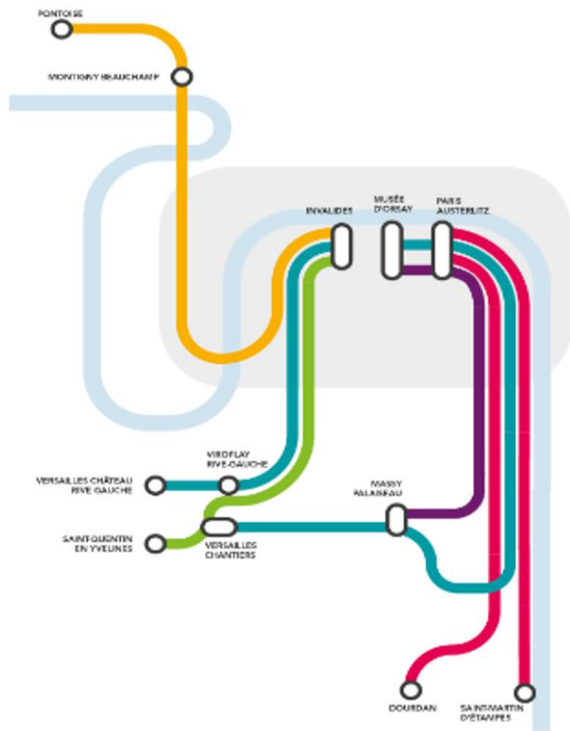 PONTOISE
MONTIGNY BEAUCHAMP
INVALIDES
MUSÉE
D'ORSAY
PARIS
AUSTERLITZ
VIROFLAY
RIVE-GAUCHE
VERSAILLES CHÂTEAU
RIVE GAUCHE
MASSY
PALAISEAU
SAINT-QUENTIN
EN YVELINES
VERSAILLES
CHANTIERS
DOURDAN
SAINT-MARTIN
D'ÉTAMPES